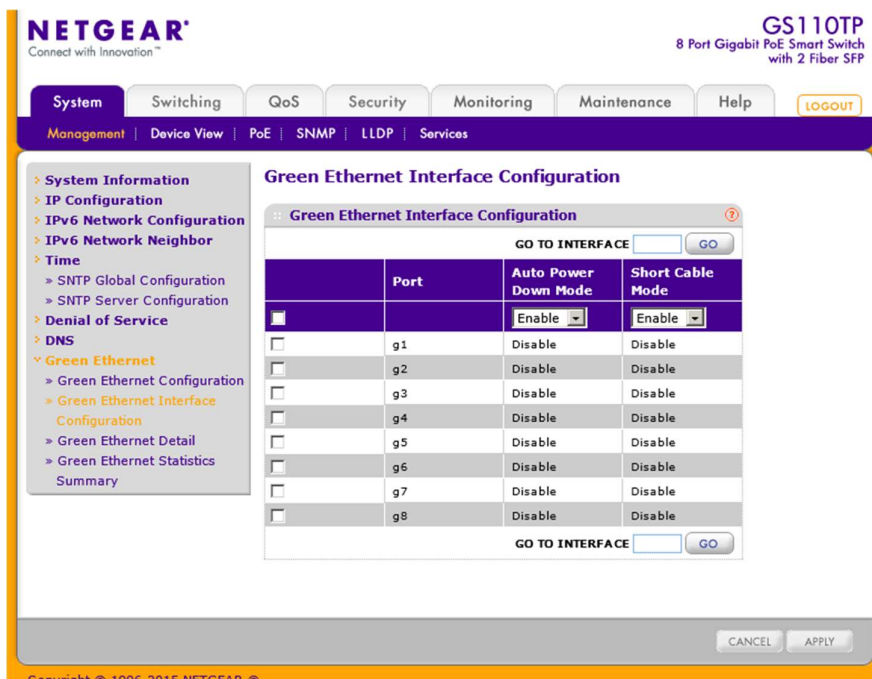 NETGEAR®
Connect with Innovation™
GS110TP
8 Port Gigabit PoE Smart Switch
with 2 Fiber SFP
System Switching QoS Security Monitoring Maintenance Help LOGOUT
Management | Device View | PoE | SNMP | LLDP | Services
System Information
IP Configuration
IPv6 Network Configuration
IPv6 Network Neighbor
Time
» SNTP Global Configuration
» SNTP Server Configuration
Denial of Service
DNS
Green Ethernet
» Green Ethernet Configuration
» Green Ethernet Interface
Configuration
» Green Ethernet Detail
» Green Ethernet Statistics
Summary
Green Ethernet Interface Configuration
Green Ethernet Interface Configuration ?
GO TO INTERFACE GO
Port Auto Power Down Mode Short Cable Mode
Enable Enable
g1 Disable Disable
g2 Disable Disable
g3 Disable Disable
g4 Disable Disable
g5 Disable Disable
g6 Disable Disable
g7 Disable Disable
g8 Disable Disable
GO TO INTERFACE GO
CANCEL APPLY
Copyright © 1996-2015 NETGEAR ®